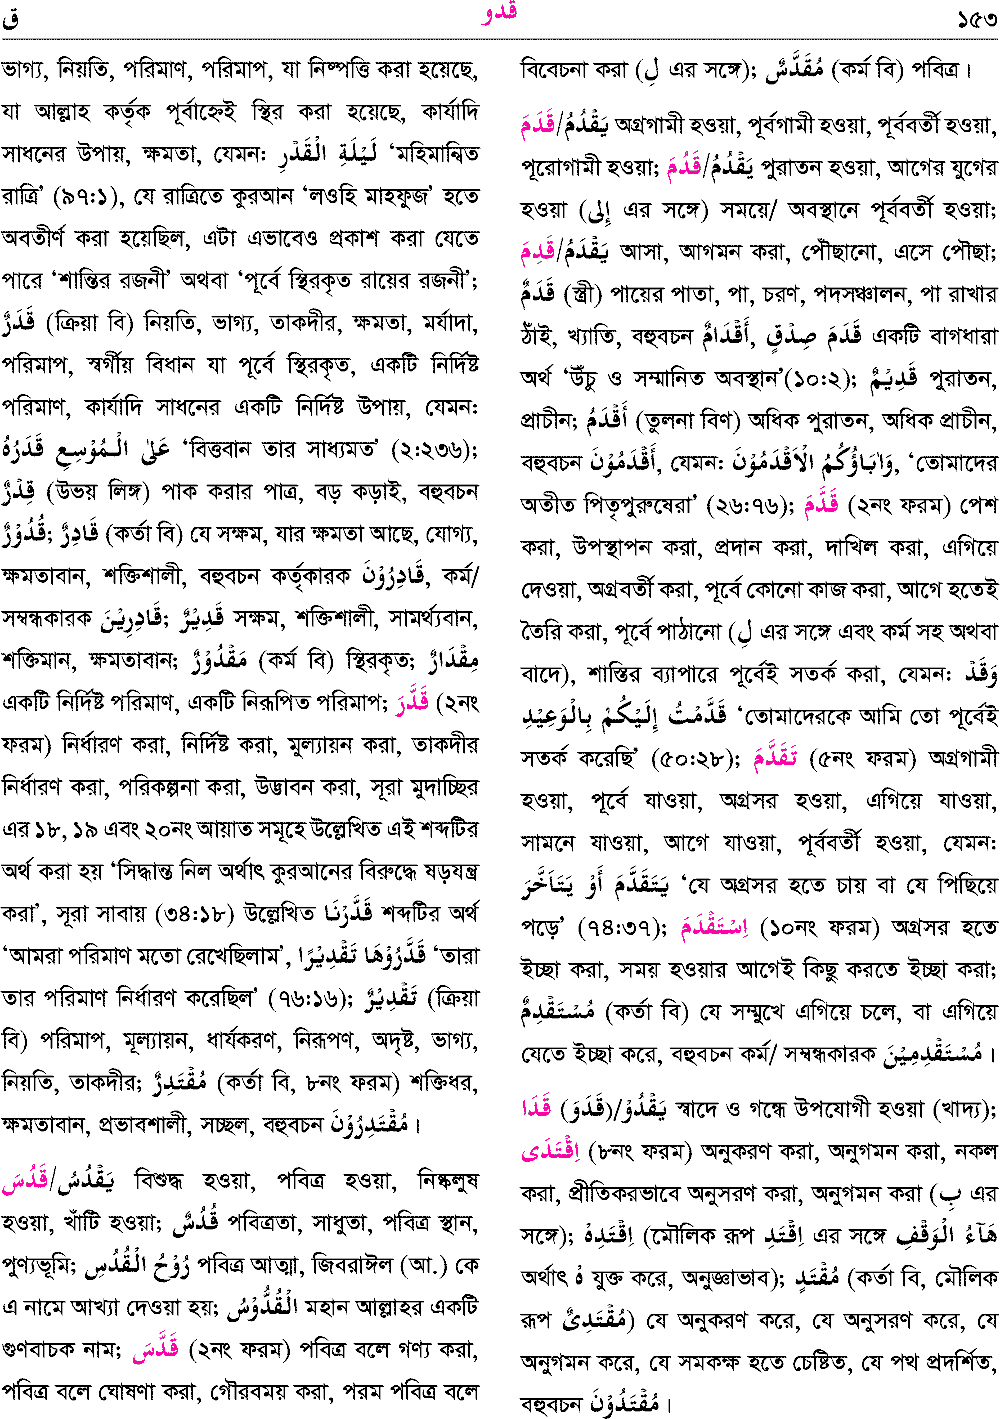 ق
قدو
১৫৩
ভাগ্য, নিয়তি, পরিমাণ, পরিমাপ, যা নিষ্পত্তি করা হয়েছে,
যা আল্লাহ কর্তৃক পূর্বাহ্নেই স্থির করা হয়েছে, কার্যাদি
সাধনের উপায়, ক্ষমতা, যেমন: لَيْلَةِ الْقَدْرِ ‘মহিমান্বিত
রাত্রি’ (৯৭:১), যে রাত্রিতে কুরআন ‘লওহি মাহফুজ’ হতে
অবতীর্ণ করা হয়েছিল, এটা এভাবেও প্রকাশ করা যেতে
পারে ‘শান্তির রজনী’ অথবা ‘পূর্বে স্থিরকৃত রায়ের রজনী’;
قَدَرٌ (ক্রিয়া বি) নিয়তি, ভাগ্য, তাকদীর, ক্ষমতা, মর্যাদা,
পরিমাপ, স্বর্গীয় বিধান যা পূর্বে স্থিরকৃত, একটি নির্দিষ্ট
পরিমাণ, কার্যাদি সাধনের একটি নির্দিষ্ট উপায়, যেমন:
عَلَى الْمُوْسِعِ قَدَرُهُ ‘বিত্তবান তার সাধ্যমত’ (২:২৩৬);
قِدْرٌ (উভয় লিঙ্গ) পাক করার পাত্র, বড় কড়াই, বহুবচন
قُدُوْرٌ; قَادِرٌ (কর্তা বি) যে সক্ষম, যার ক্ষমতা আছে, যোগ্য,
ক্ষমতাবান, শক্তিশালী, বহুবচন কর্তৃকারক قَادِرُوْنَ, কর্ম/
সম্বন্ধকারক قَادِرِيْنَ; قَدِيْرٌ সক্ষম, শক্তিশালী, সামর্থ্যবান,
শক্তিমান, ক্ষমতাবান; مَقْدُوْرٌ (কর্ম বি) স্থিরকৃত; مِقْدَارٌ
একটি নির্দিষ্ট পরিমাণ, একটি নিরূপিত পরিমাপ; قَدَّرَ (২নং
ফরম) নির্ধারণ করা, নির্দিষ্ট করা, মুল্যায়ন করা, তাকদীর
নির্ধারণ করা, পরিকল্পনা করা, উদ্ভাবন করা, সূরা মুদাচ্ছির
এর ১৮, ১৯ এবং ২০নং আয়াত সমূহে উল্লেখিত এই শব্দটির
অর্থ করা হয় ‘সিদ্ধান্ত নিল অর্থাৎ কুরআনের বিরুদ্ধে ষড়যন্ত্র
করা’, সূরা সাবায় (৩৪:১৮) উল্লেখিত قَدَّرْنَا শব্দটির অর্থ
‘আমরা পরিমাণ মতো রেখেছিলাম’, قَدَّرُوْهَا تَقْدِيْرًا ‘তারা
তার পরিমাণ নির্ধারণ করেছিল’ (৭৬:১৬); تَقْدِيْرٌ (ক্রিয়া
বি) পরিমাপ, মূল্যায়ন, ধার্যকরণ, নিরূপণ, অদৃষ্ট, ভাগ্য,
নিয়তি, তাকদীর; مُقْتَدِرٌ (কর্তা বি, ৮নং ফরম) শক্তিধর,
ক্ষমতাবান, প্রভাবশালী, সচ্ছল, বহুবচন مُقْتَدِرُوْنَ ।
قَدُسَ/يَقْدُسُ বিশুদ্ধ হওয়া, পবিত্র হওয়া, নিষ্কলুষ
হওয়া, খাঁটি হওয়া; قُدُسٌ পবিত্রতা, সাধুতা, পবিত্র স্থান,
পুণ্যভূমি; رُوْحُ الْقُدُسِ পবিত্র আত্মা, জিবরাঈল (আ.) কে
এ নামে আখ্যা দেওয়া হয়; الْقُدُّوْسُ মহান আল্লাহর একটি
গুণবাচক নাম; قَدَّسَ (২নং ফরম) পবিত্র বলে গণ্য করা,
পবিত্র বলে ঘোষণা করা, গৌরবময় করা, পরম পবিত্র বলে
বিবেচনা করা (لِ এর সঙ্গে); مُقَدَّسٌ (কর্ম বি) পবিত্র।
قَدَمَ/يَقْدُمُ অগ্রগামী হওয়া, পূর্বগামী হওয়া, পূর্ববর্তী হওয়া,
পূরোগামী হওয়া; قَدُمَ/يَقْدُمُ পুরাতন হওয়া, আগের যুগের
হওয়া (إِلى এর সঙ্গে) সময়ে/ অবস্থানে পূর্ববর্তী হওয়া;
قَدِمَ/يَقْدَمُ আসা, আগমন করা, পৌঁছানো, এসে পৌছা;
قَدَمٌ (স্ত্রী) পায়ের পাতা, পা, চরণ, পদসঞ্চালন, পা রাখার
ঠাঁই, খ্যাতি, বহুবচন أَقْدَامٌ, قَدَمَ صِدْقٍ একটি বাগধারা
অর্থ ‘উঁচু ও সম্মানিত অবস্থান’(১০:২); قَدِيْمٌ পুরাতন,
প্রাচীন; أَقْدَمُ (তুলনা বিণ) অধিক পুরাতন, অধিক প্রাচীন,
বহুবচন أَقْدَمُوْنَ, যেমন: وَاٰبَاؤُكُمُ الْاَقْدَمُوْنَ, ‘তোমাদের
অতীত পিতৃপুরুষেরা’ (২৬:৭৬); قَدَّمَ (২নং ফরম) পেশ
করা, উপস্থাপন করা, প্রদান করা, দাখিল করা, এগিয়ে
দেওয়া, অগ্রবর্তী করা, পূর্বে কোনো কাজ করা, আগে হতেই
তৈরি করা, পূর্বে পাঠানো (لِ এর সঙ্গে এবং কর্ম সহ অথবা
বাদে), শাস্তির ব্যাপারে পূর্বেই সতর্ক করা, যেমন: وَقَدْ
قَدَّمْتُ إِلَيْكُمْ بِالْوَعِيْدِ ‘তোমাদেরকে আমি তো পূর্বেই
সতর্ক করেছি’ (৫০:২৮); تَقَدَّمَ (৫নং ফরম) অগ্রগামী
হওয়া, পূর্বে যাওয়া, অগ্রসর হওয়া, এগিয়ে যাওয়া,
সামনে যাওয়া, আগে যাওয়া, পূর্ববর্তী হওয়া, যেমন:
يَتَقَدَّمَ أَوْ يَتَاَخَّرَ ‘যে অগ্রসর হতে চায় বা যে পিছিয়ে
পড়ে’ (৭৪:৩৭); اِسْتَقْدَمَ (১০নং ফরম) অগ্রসর হতে
ইচ্ছা করা, সময় হওয়ার আগেই কিছু করতে ইচ্ছা করা;
مُسْتَقْدِمٌ (কর্তা বি) যে সম্মুখে এগিয়ে চলে, বা এগিয়ে
যেতে ইচ্ছা করে, বহুবচন কর্ম/ সম্বন্ধকারক مُسْتَقْدِمِيْنَ ।
قَدَا (قَدَوَ)/يَقْدُوْ স্বাদে ও গন্ধে উপযোগী হওয়া (খাদ্য);
اِقْتَدَى (৮নং ফরম) অনুকরণ করা, অনুগমন করা, নকল
করা, প্রীতিকরভাবে অনুসরণ করা, অনুগমন করা (بِ এর
সঙ্গে); اِقْتَدِهْ (মৌলিক রূপ اِقْتَدِ এর সঙ্গে هَآءُ الْوَقْفِ
অর্থাৎ هْ যুক্ত করে, অনুজ্ঞাভাব); مُقْتَدٍ (কর্তা বি, মৌলিক
রূপ مُقْتَدِىٌ) যে অনুকরণ করে, যে অনুসরণ করে, যে
অনুগমন করে, যে সমকক্ষ হতে চেষ্টিত, যে পথ প্রদর্শিত,
বহুবচন مُقْتَدُوْنَ ।